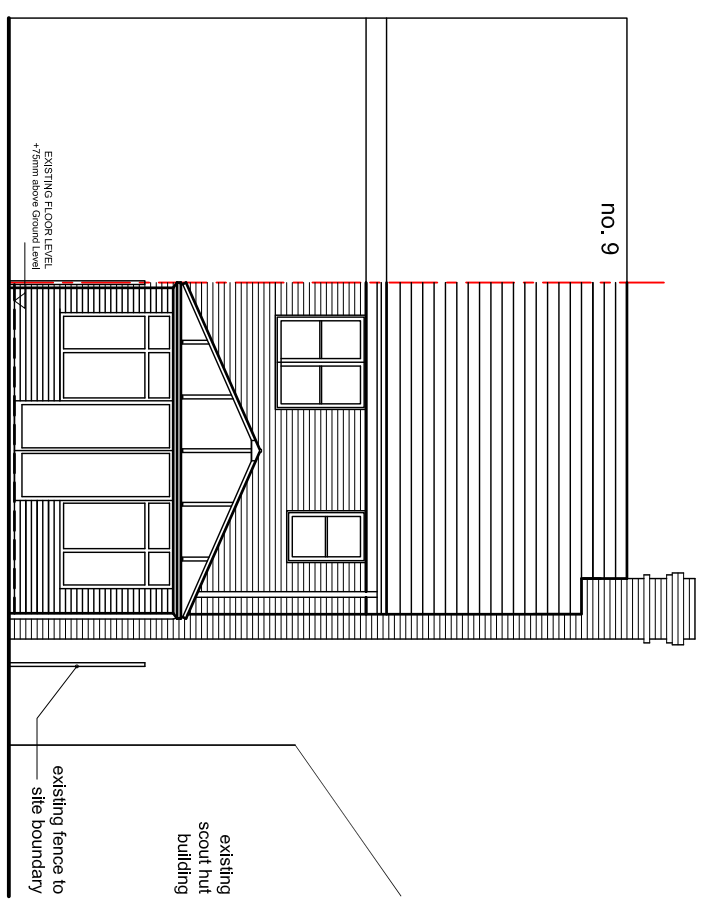 no. 9
EXISTING FLOOR LEVEL
+75mm above Ground Level
existing
scout hut
building
existing fence to
site boundary